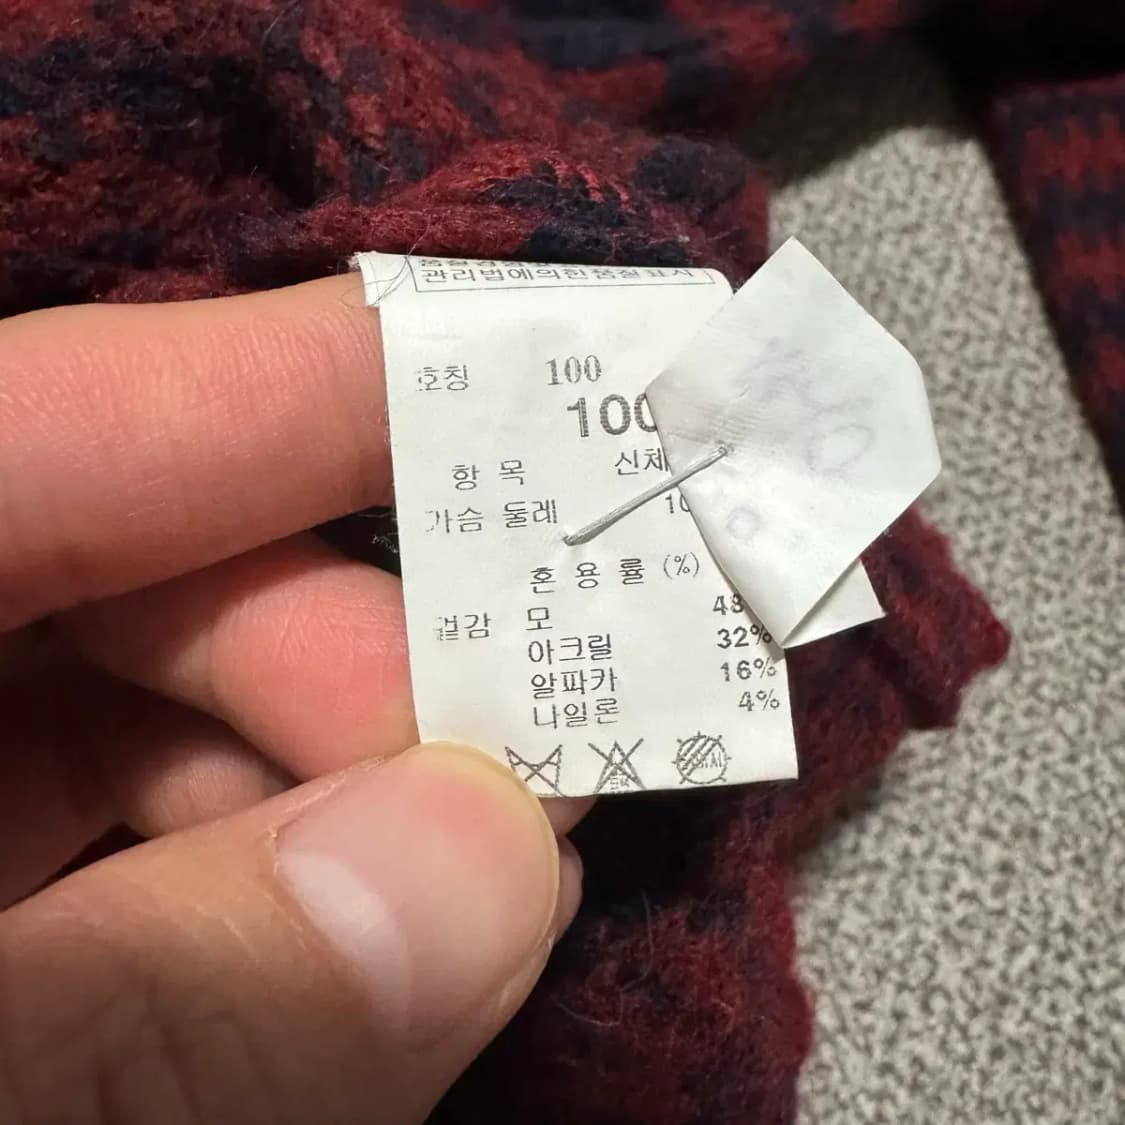 관리법에의한품질표시
호칭 100
100
항 목 신체
가슴 둘레 10
혼 용 률 (%)
겉감 모 48
아크릴 32%
알파카 16%
나일론 4%